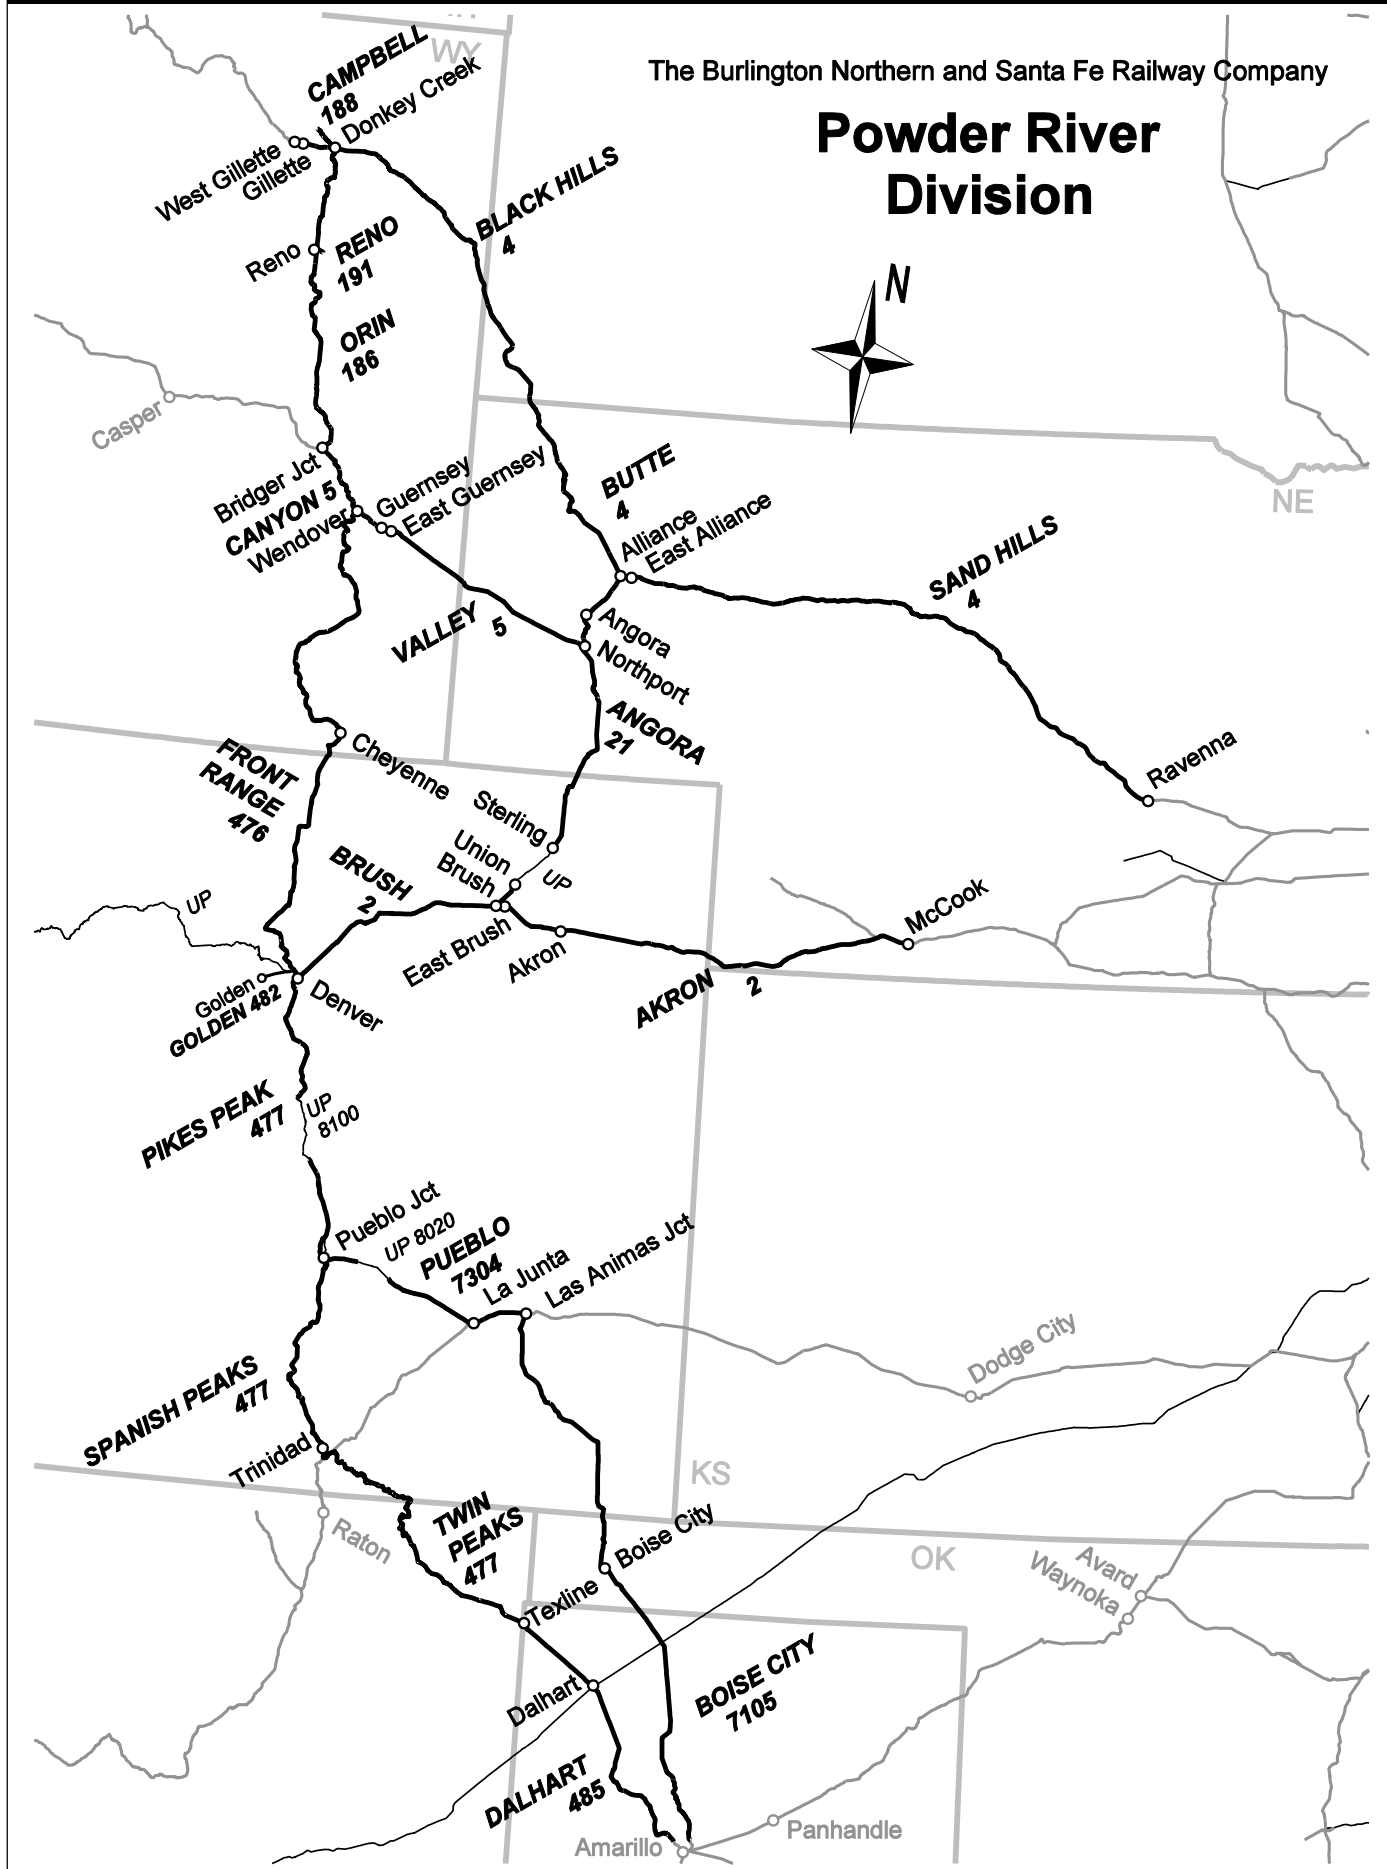 WY
The Burlington Northern and Santa Fe Railway Company
Powder River
Division
N
CAMPBELL
188
Donkey Creek
West Gillette
Gillette
BLACK HILLS
4
Reno
RENO
191
ORIN
186
Casper
Bridger Jct
CANYON 5
Wendover
Guernsey
East Guernsey
BUTTE
4
Alliance
East Alliance
NE
SAND HILLS
4
VALLEY 5
Angora
Northport
ANGORA
21
Cheyenne
FRONT
RANGE
476
Sterling
Union
Brush
UP
BRUSH
2
UP
East Brush
Akron
AKRON 2
McCook
Ravenna
Golden
GOLDEN 482
Denver
PIKES PEAK
477
UP
8100
Pueblo Jct
UP 8020
PUEBLO
7304
La Junta
Las Animas Jct
Dodge City
SPANISH PEAKS
477
Trinidad
KS
Raton
TWIN
PEAKS
477
Boise City
OK
Avard
Waynoka
Texline
Dalhart
BOISE CITY
7105
DALHART
485
Amarillo
Panhandle